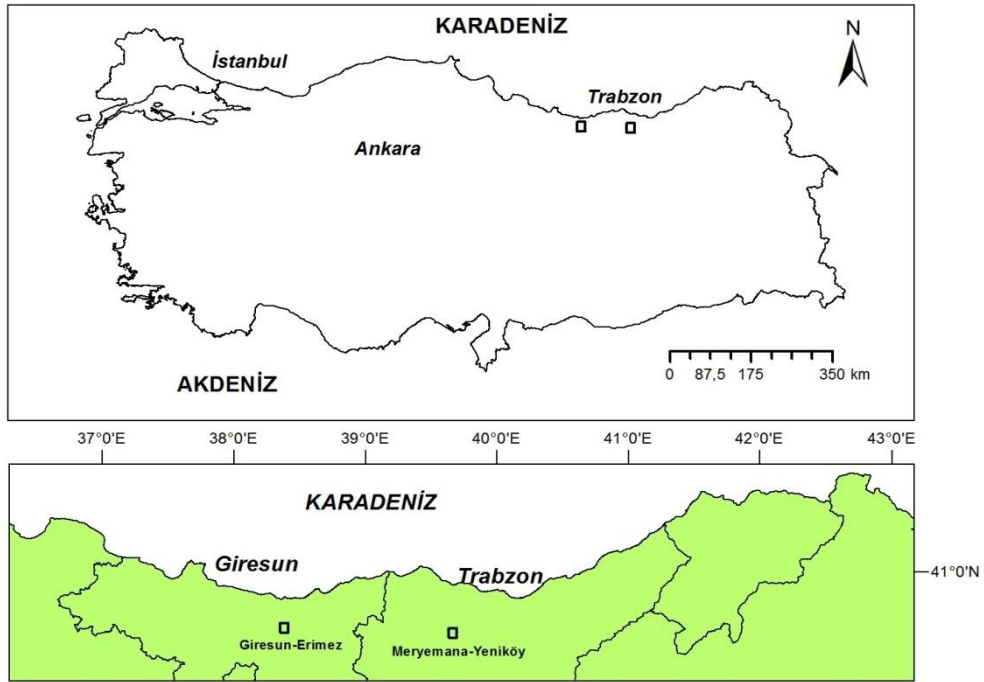 KARADENİZ
N
İstanbul
Trabzon
Ankara
AKDENİZ
0 87,5 175 350 km
37°0'E 38°0'E 39°0'E 40°0'E 41°0'E 42°0'E 43°0'E
KARADENİZ
Giresun
Trabzon
41°0'N
Giresun-Erimez
Meryemana-Yeniköy